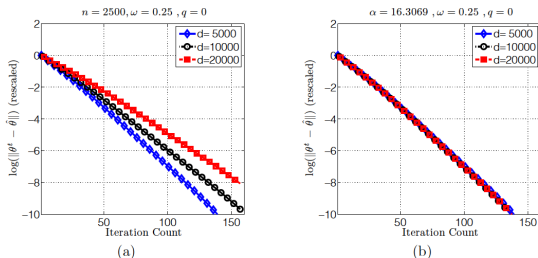 n = 2500, ω = 0.25 , q = 0
d= 5000
d=10000
d=20000
log(||θ^t − θ̂||) (rescaled)
2
0
−2
−4
−6
−8
−10
50
100
150
Iteration Count
(a)
α = 16.3069 , ω = 0.25 , q = 0
d= 5000
d=10000
d=20000
log(||θ^t − θ̂||) (rescaled)
2
0
−2
−4
−6
−8
−10
50
100
150
Iteration Count
(b)